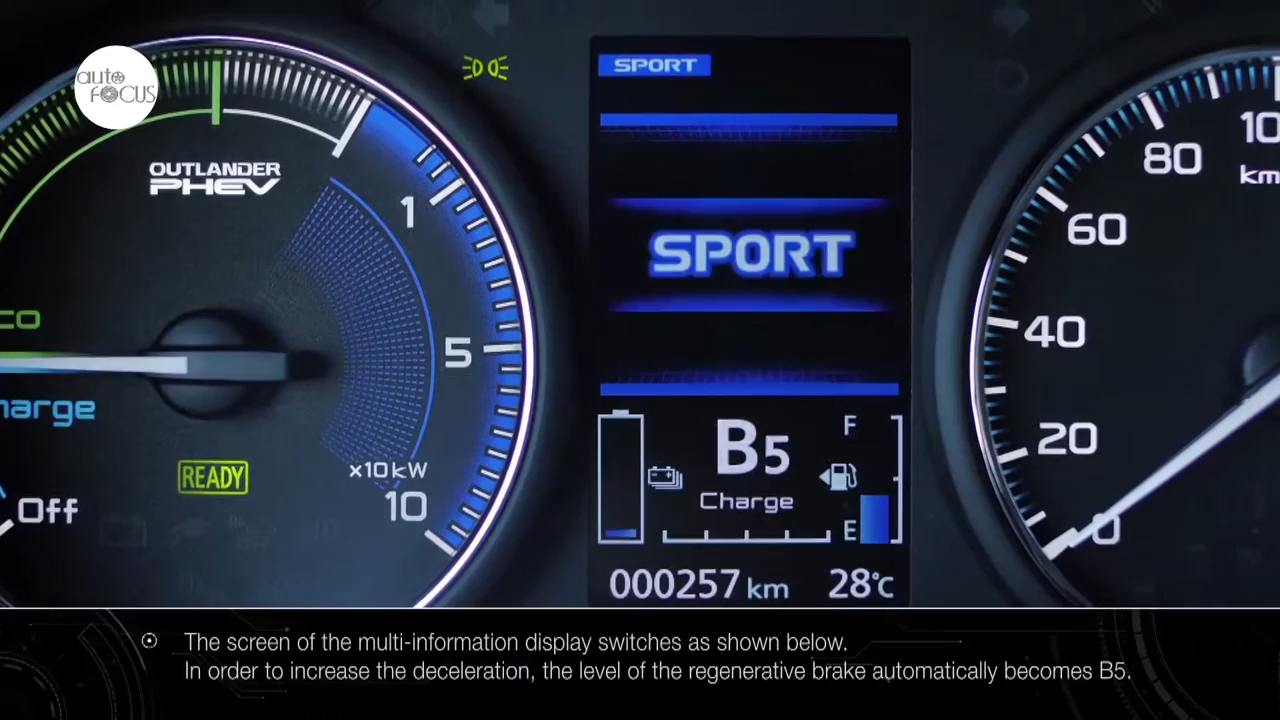 auto
FOCUS
OUTLANDER
PHEV
1
5
×10kW
10
co
harge
READY
Off
SPORT
SPORT
B5
Charge
F
E
000257 km
28°C
10
km
80
60
40
20
0
The screen of the multi-information display switches as shown below.
In order to increase the deceleration, the level of the regenerative brake automatically becomes B5.